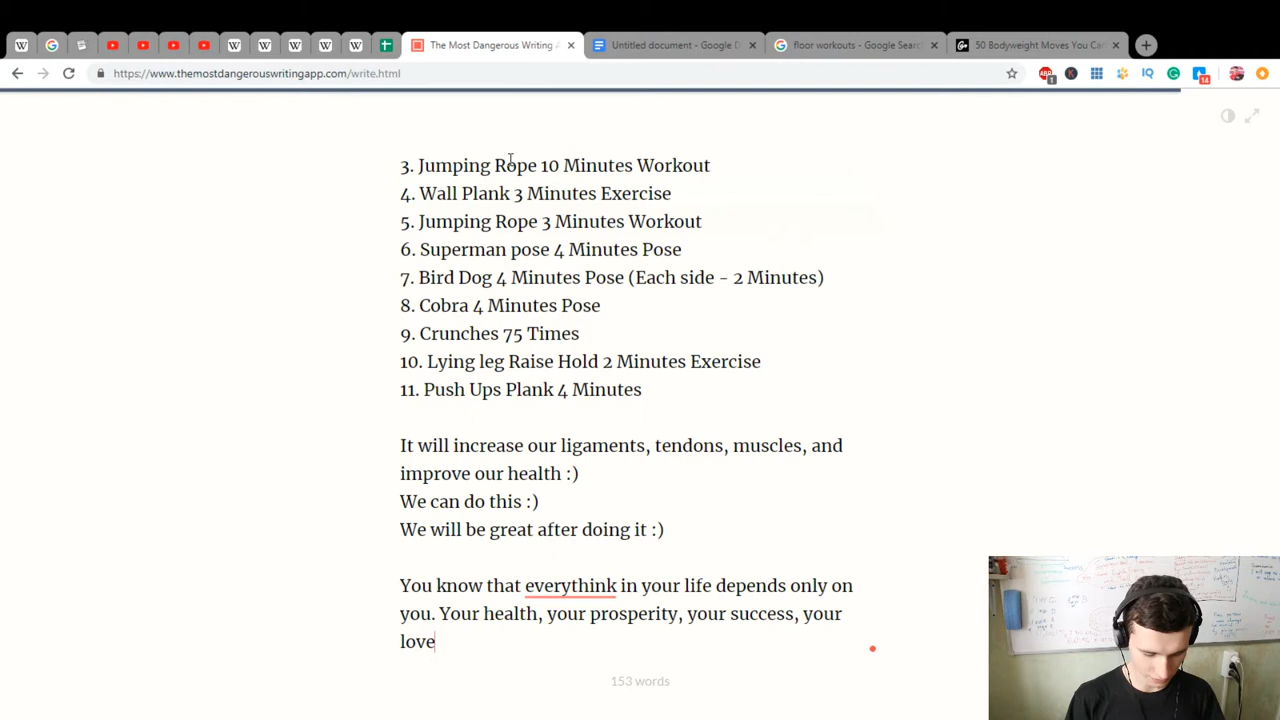 The Most Dangerous Writing
Untitled document - Google D
floor workouts - Google Searc
50 Bodyweight Moves You Can
https://www.themostdangerouswritingapp.com/write.html
3. Jumping Rope 10 Minutes Workout
4. Wall Plank 3 Minutes Exercise
5. Jumping Rope 3 Minutes Workout
6. Superman pose 4 Minutes Pose
7. Bird Dog 4 Minutes Pose (Each side - 2 Minutes)
8. Cobra 4 Minutes Pose
9. Crunches 75 Times
10. Lying leg Raise Hold 2 Minutes Exercise
11. Push Ups Plank 4 Minutes
It will increase our ligaments, tendons, muscles, and
improve our health :)
We can do this :)
We will be great after doing it :)
You know that everythink in your life depends only on
you. Your health, your prosperity, your success, your
love
153 words